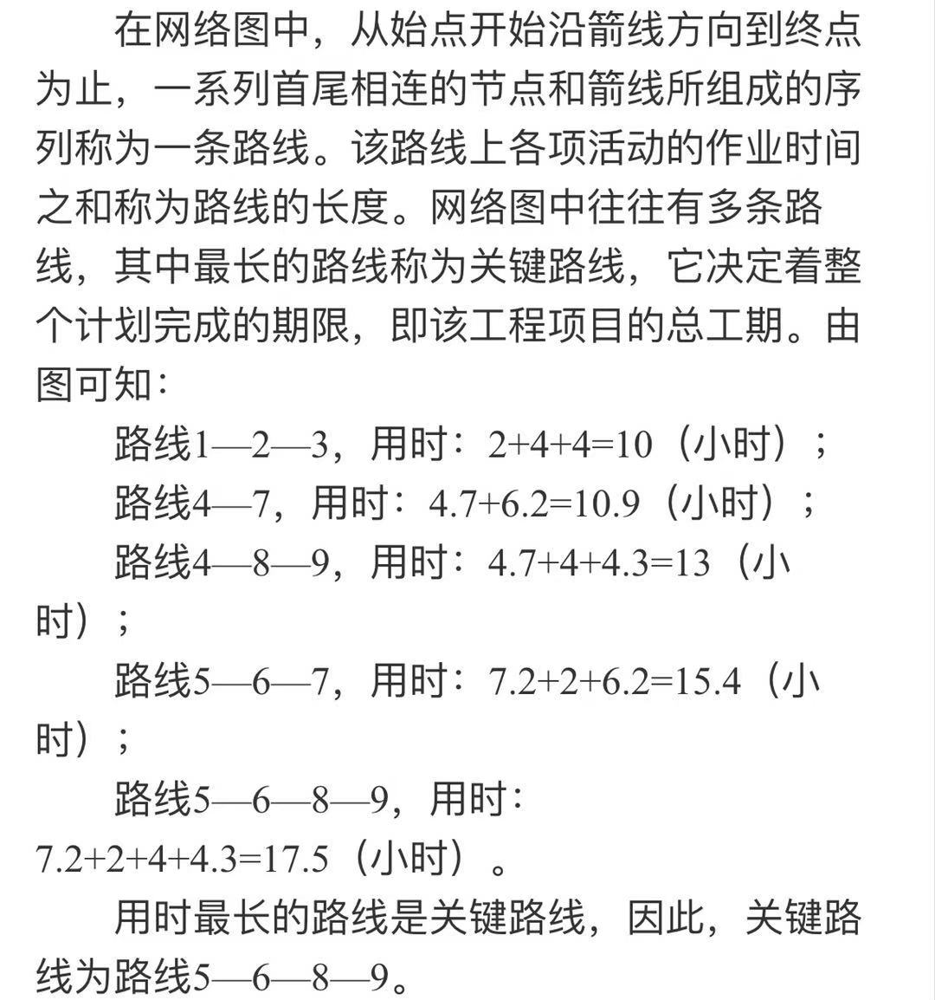 在网络图中，从始点开始沿箭线方向到终点
为止，一系列首尾相连的节点和箭线所组成的序
列称为一条路线。该路线上各项活动的作业时间
之和称为路线的长度。网络图中往往有多条路
线，其中最长的路线称为关键路线，它决定着整
个计划完成的期限，即该工程项目的总工期。由
图可知：
路线1—2—3，用时：2+4+4=10（小时）；
路线4—7，用时：4.7+6.2=10.9（小时）；
路线4—8—9，用时：4.7+4+4.3=13（小
时）；
路线5—6—7，用时：7.2+2+6.2=15.4（小
时）；
路线5—6—8—9，用时：
7.2+2+4+4.3=17.5（小时）。
用时最长的路线是关键路线，因此，关键路
线为路线5—6—8—9。